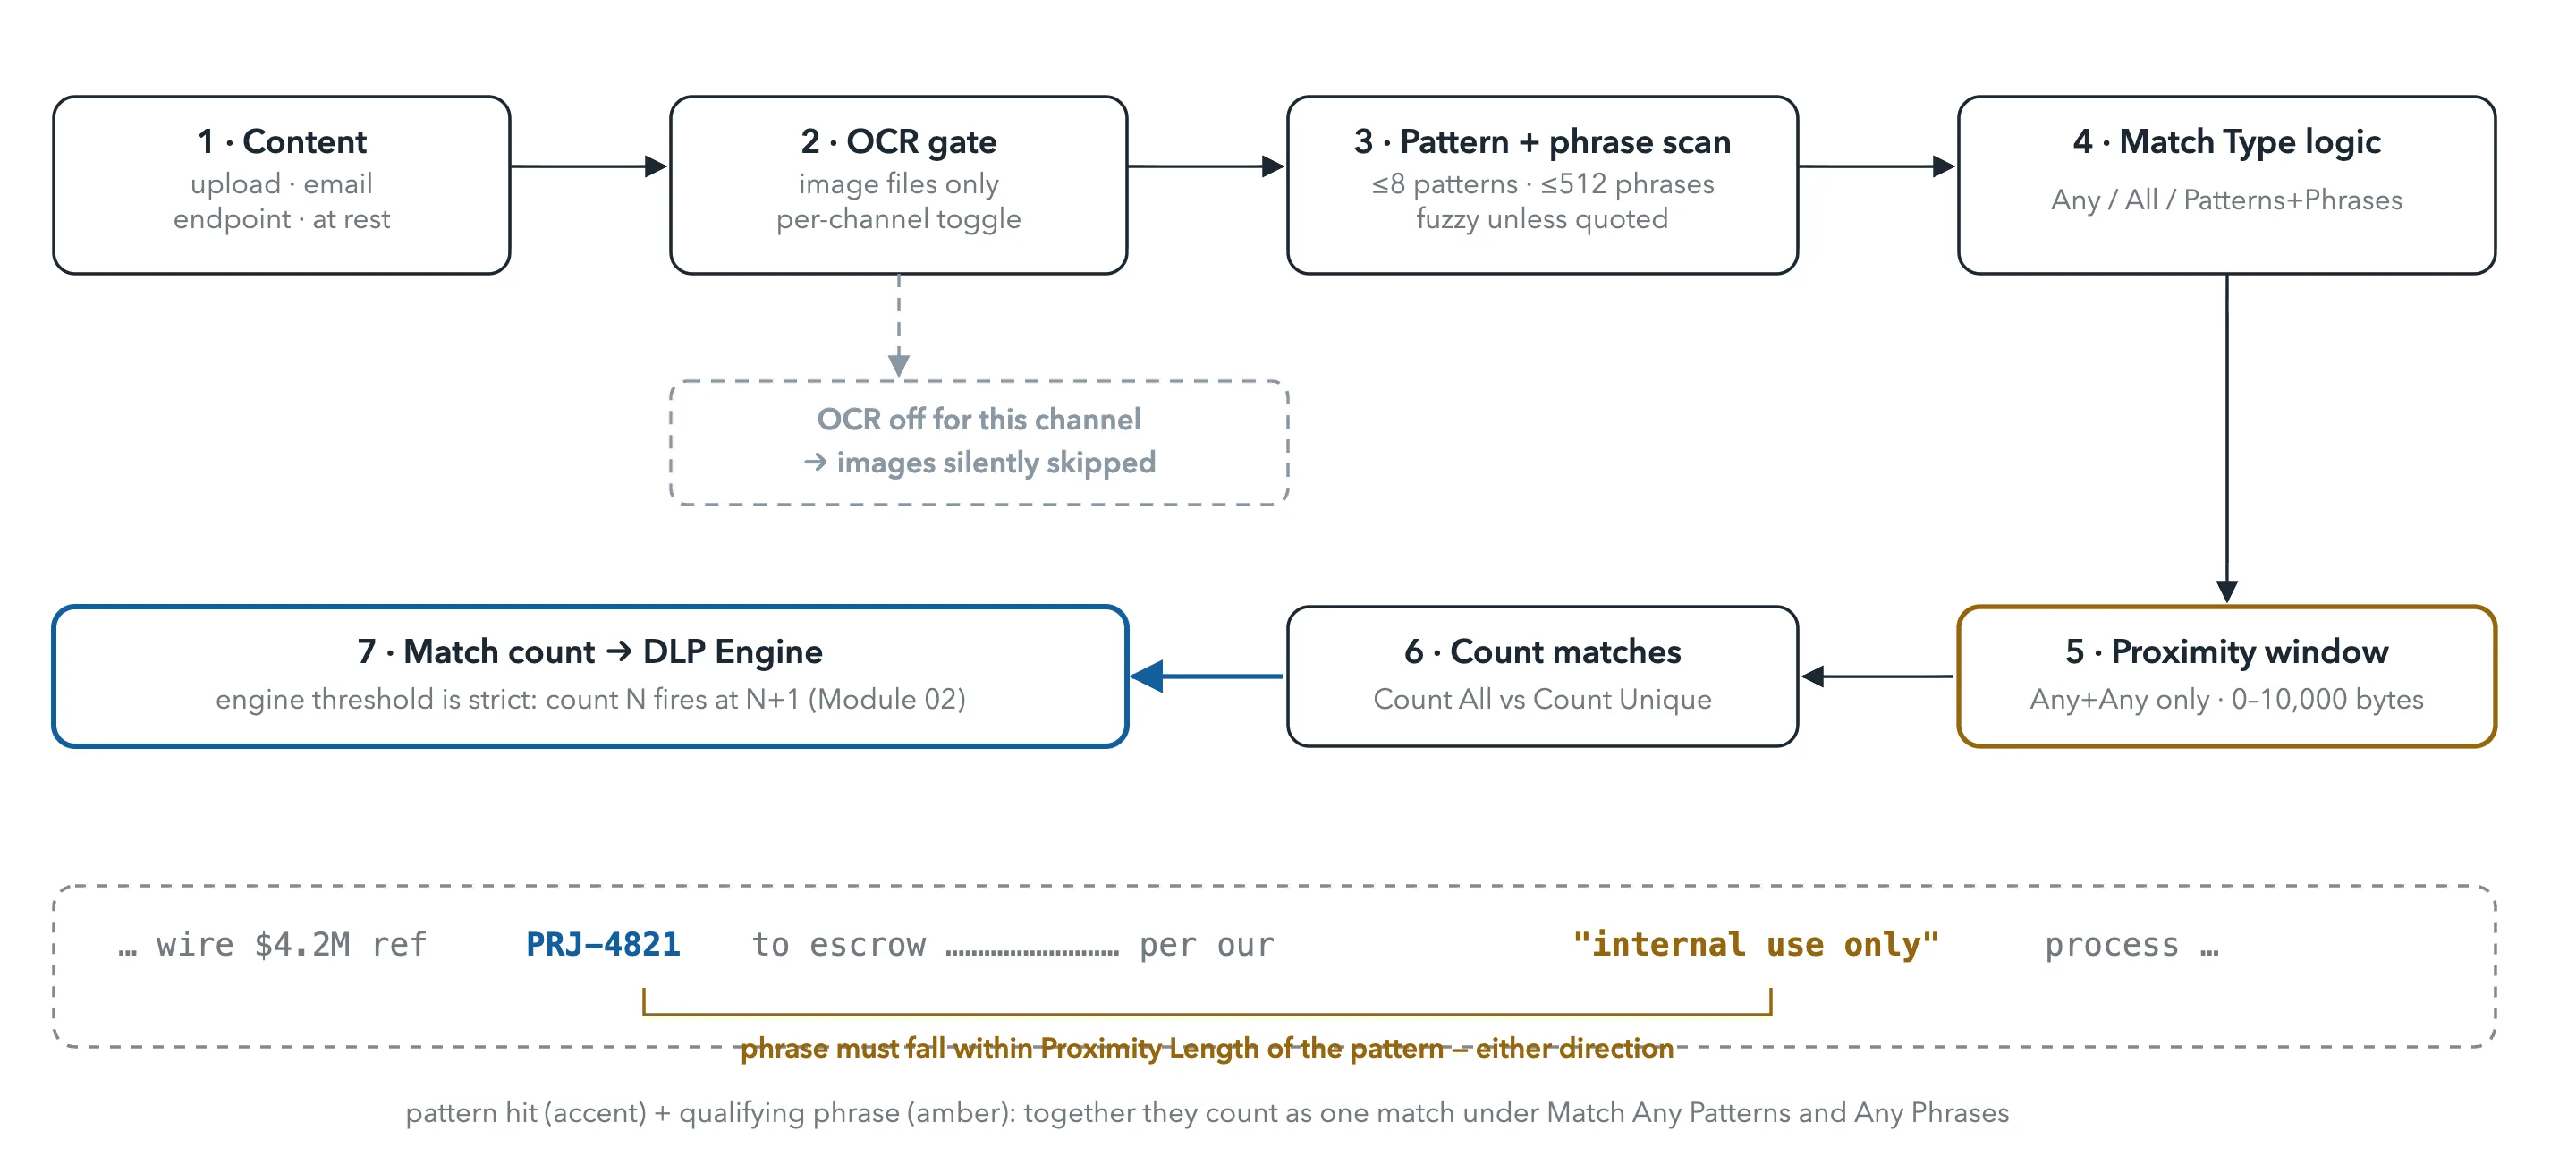 1 · Content
upload · email
endpoint · at rest
2 · OCR gate
image files only
per-channel toggle
3 · Pattern + phrase scan
≤8 patterns · ≤512 phrases
fuzzy unless quoted
4 · Match Type logic
Any / All / Patterns+Phrases
OCR off for this channel
→ images silently skipped
7 · Match count → DLP Engine
engine threshold is strict: count N fires at N+1 (Module 02)
6 · Count matches
Count All vs Count Unique
5 · Proximity window
Any+Any only · 0–10,000 bytes
… wire $4.2M ref PRJ–4821 to escrow ……………………… per our "internal use only" process …
phrase must fall within Proximity Length of the pattern – either direction
pattern hit (accent) + qualifying phrase (amber): together they count as one match under Match Any Patterns and Any Phrases